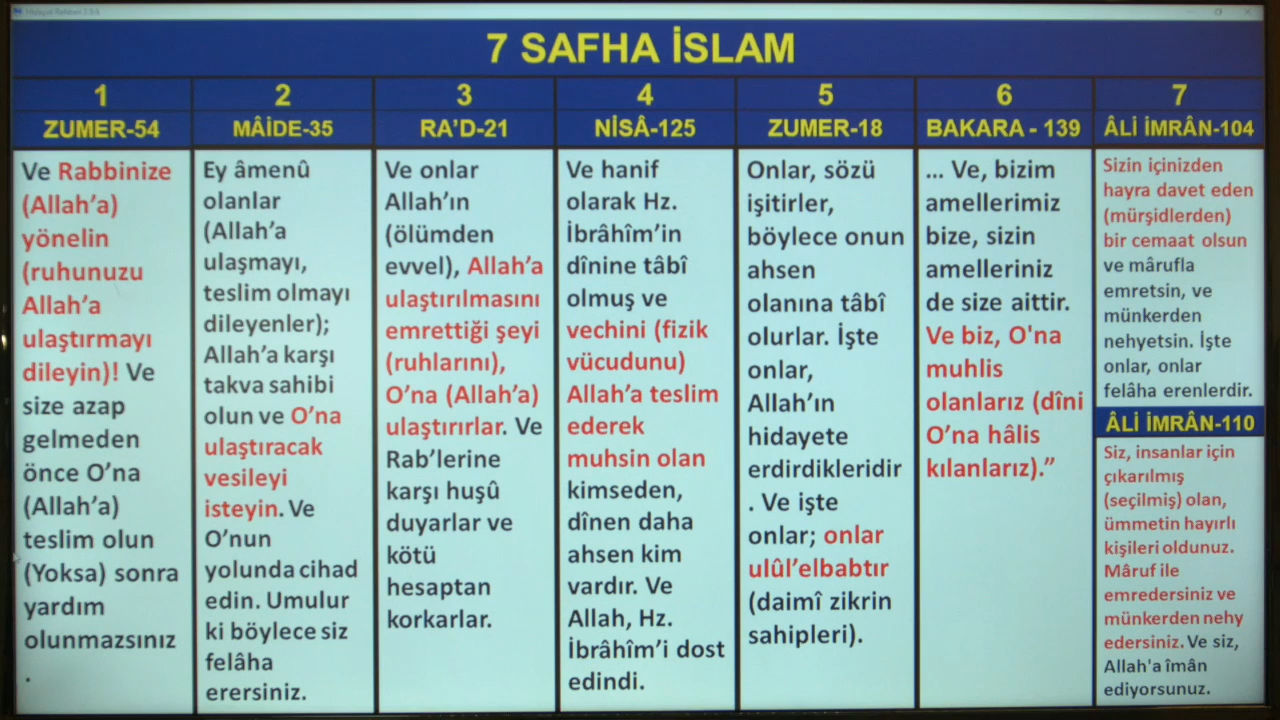 Hidayet Rehberi 2.9.6
7 SAFHA İSLAM
1
ZUMER-54
Ve Rabbinize
(Allah’a)
yönelin
(ruhunuzu
Allah’a
ulaştırmayı
dileyin)! Ve
size azap
gelmeden
önce O’na
(Allah’a)
teslim olun
(Yoksa) sonra
yardım
olunmazsınız
.
2
MÂİDE-35
Ey âmenû
olanlar
(Allah’a
ulaşmayı,
teslim olmayı
dileyenler);
Allah’a karşı
takva sahibi
olun ve O’na
ulaştıracak
vesileyi
isteyin. Ve
O’nun
yolunda cihad
edin. Umulur
ki böylece siz
felâha
erersiniz.
3
RA’D-21
Ve onlar
Allah’ın
(ölümden
evvel), Allah’a
ulaştırılmasını
emrettiği şeyi
(ruhlarını),
O’na (Allah’a)
ulaştırırlar. Ve
Rab’lerine
karşı huşû
duyarlar ve
kötü
hesaptan
korkarlar.
4
NİSÂ-125
Ve hanif
olarak Hz.
İbrâhîm’in
dînine tâbî
olmuş ve
vechini (fizik
vücudunu)
Allah’a teslim
ederek
muhsin olan
kimseden,
dînen daha
ahsen kim
vardır. Ve
Allah, Hz.
İbrâhîm’i dost
edindi.
5
ZUMER-18
Onlar, sözü
işitirler,
böylece onun
ahsen
olanına tâbî
olurlar. İşte
onlar,
Allah’ın
hidayete
erdirdikleridir
. Ve işte
onlar; onlar
ulûl’elbabtır
(daimî zikrin
sahipleri).
6
BAKARA - 139
... Ve, bizim
amellerimiz
bize, sizin
amelleriniz
de size aittir.
Ve biz, O'na
muhlis
olanlarız (dîni
O’na hâlis
kılanlarız).”
7
ÂLİ İMRÂN-104
Sizin içinizden
hayra davet eden
(mürşidlerden)
bir cemaat olsun
ve mârufla
emretsin, ve
münkerden
nehyetsin. İşte
onlar, onlar
felâha erenlerdir.
ÂLİ İMRÂN-110
Siz, insanlar için
çıkarılmış
(seçilmiş) olan,
ümmetin hayırlı
kişileri oldunuz.
Mâruf ile
emredersiniz ve
münkerden nehy
edersiniz. Ve siz,
Allah'a îmân
ediyorsunuz.